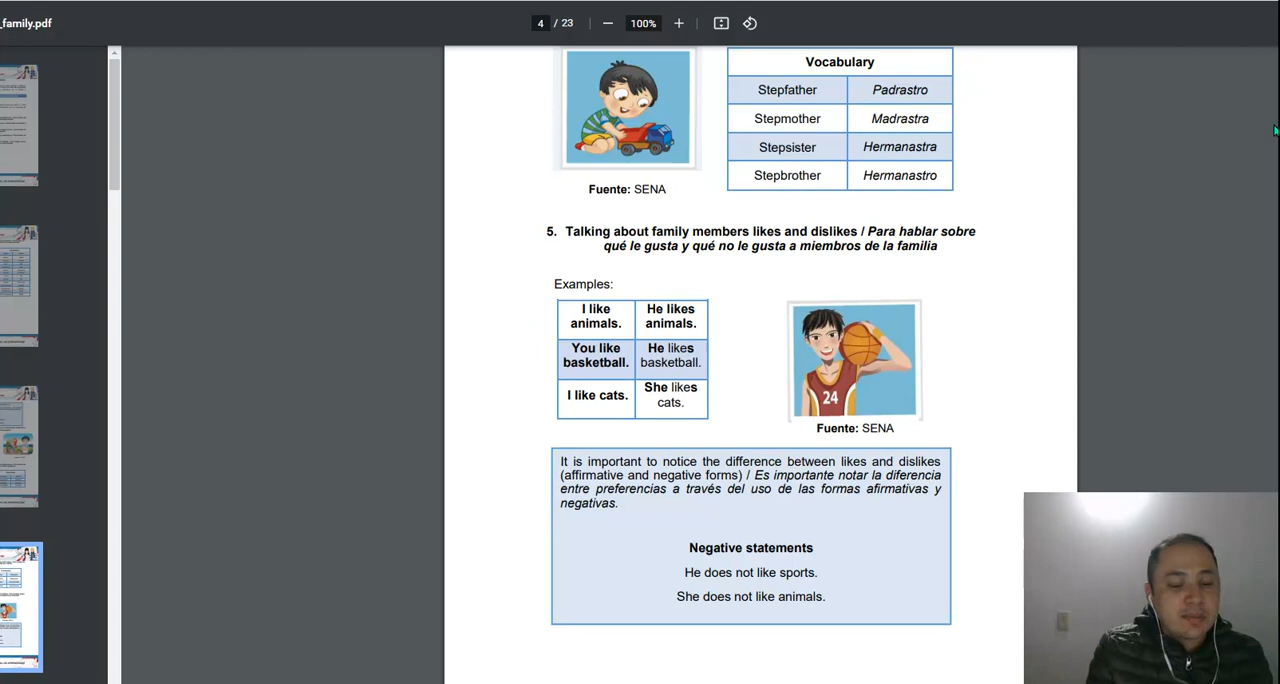 _family.pdf
4 / 23
100%
Vocabulary
Stepfather Padrastro
Stepmother Madrastra
Stepsister Hermanastra
Stepbrother Hermanastro
Fuente: SENA
5. Talking about family members likes and dislikes / Para hablar sobre
qué le gusta y qué no le gusta a miembros de la familia
Examples:
I like
animals.
He likes
animals.
You like
basketball.
He likes
basketball.
I like cats.
She likes
cats.
24
Fuente: SENA
It is important to notice the difference between likes and dislikes
(affirmative and negative forms) / Es importante notar la diferencia
entre preferencias a través del uso de las formas afirmativas y
negativas.
Negative statements
He does not like sports.
She does not like animals.